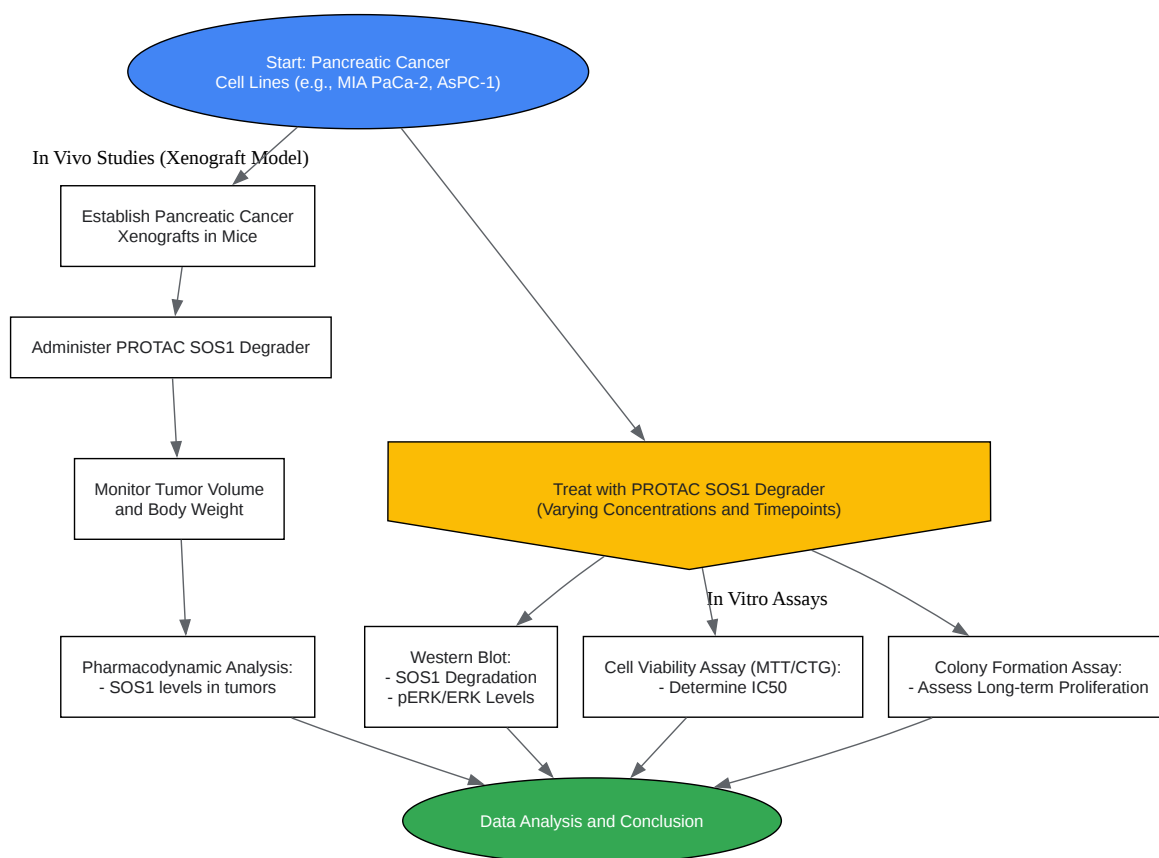 Start: Pancreatic Cancer
Cell Lines (e.g., MIA PaCa-2, AsPC-1)
In Vivo Studies (Xenograft Model)
Establish Pancreatic Cancer
Xenografts in Mice
Administer PROTAC SOS1 Degrader
Monitor Tumor Volume
and Body Weight
Treat with PROTAC SOS1 Degrader
(Varying Concentrations and Timepoints)
In Vitro Assays
Pharmacodynamic Analysis:
- SOS1 levels in tumors
Western Blot:
- SOS1 Degradation
- pERK/ERK Levels
Cell Viability Assay (MTT/CTG):
- Determine IC50
Colony Formation Assay:
- Assess Long-term Proliferation
Data Analysis and Conclusion